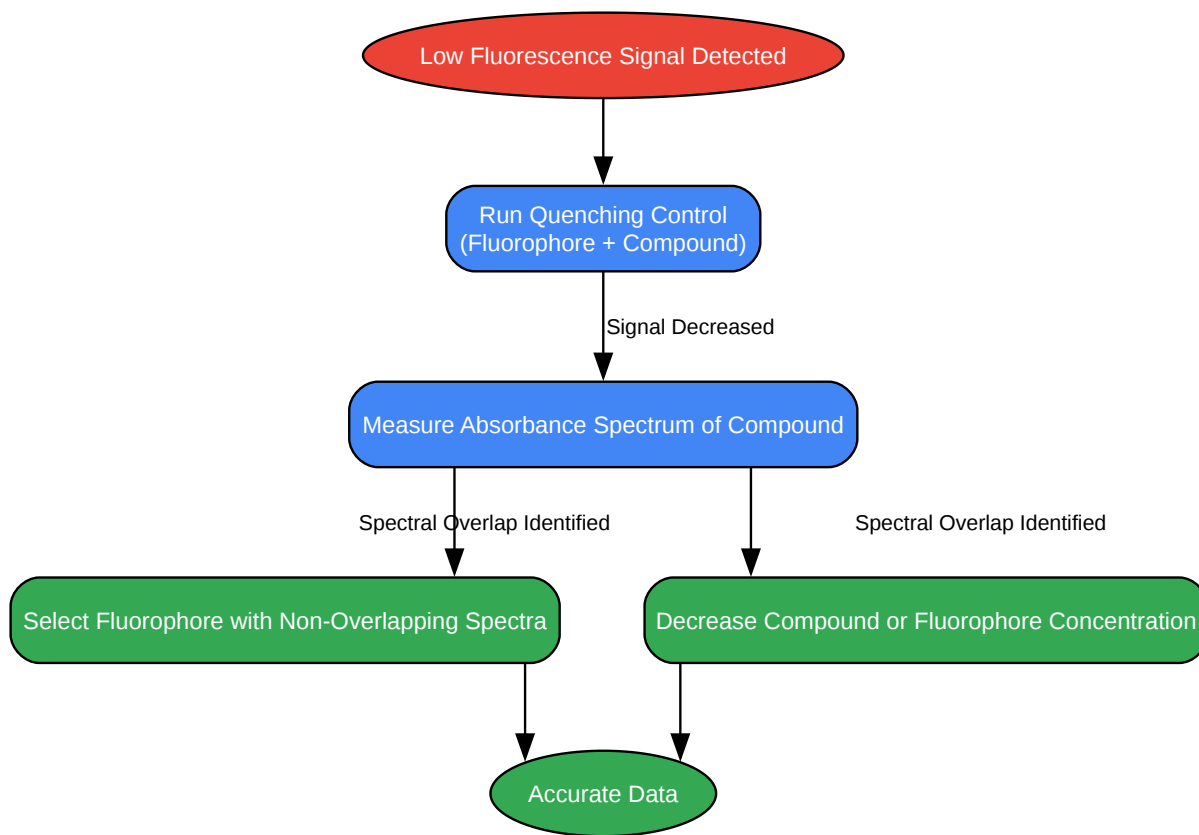 Low Fluorescence Signal Detected
Run Quenching Control
(Fluorophore + Compound)
Signal Decreased
Measure Absorbance Spectrum of Compound
Spectral Overlap Identified
Spectral Overlap Identified
Select Fluorophore with Non-Overlapping Spectra
Decrease Compound or Fluorophore Concentration
Accurate Data